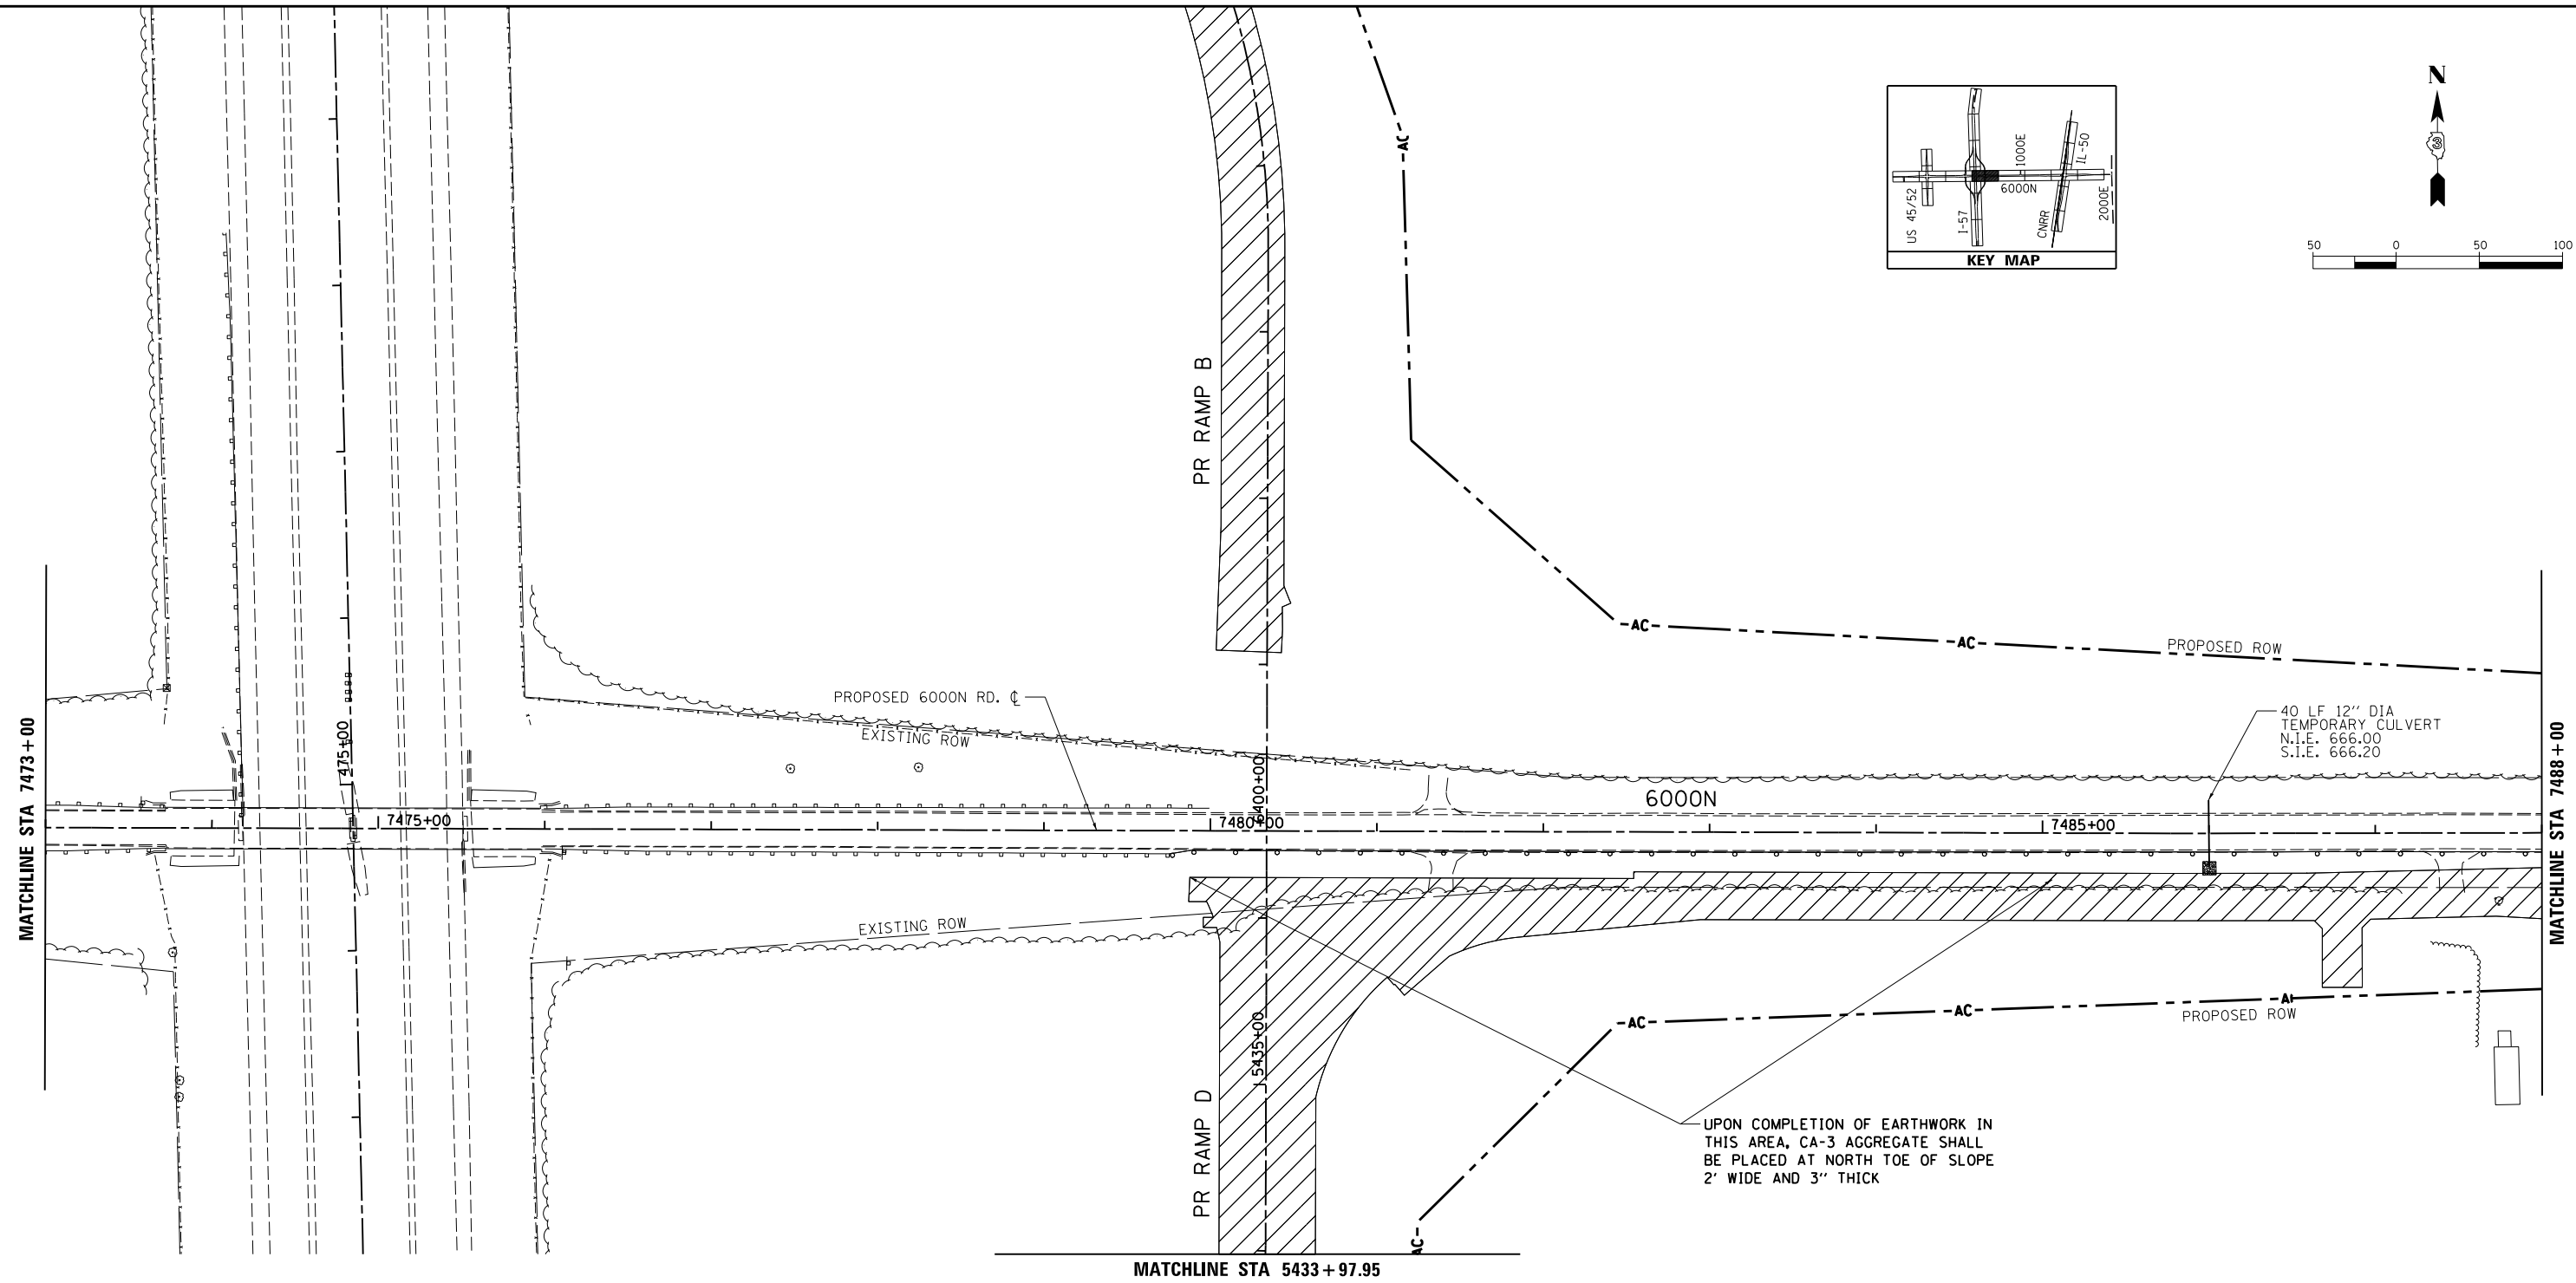 N
US 45/52
I-57
1000E
6000N
CNRR
IL-50
2000E
KEY MAP
50 0 50 100
AC
PR RAMP B
AC
AC
PROPOSED ROW
PROPOSED 6000N RD. ℄
EXISTING ROW
40 LF 12'' DIA
TEMPORARY CULVERT
N.I.E. 666.00
S.I.E. 666.20
MATCHLINE STA 7473+00
MATCHLINE STA 7488+00
475+00
6000N
7475+00
7480+00
7485+00
EXISTING ROW
AC
AC
PROPOSED ROW
5435+00
PR RAMP D
UPON COMPLETION OF EARTHWORK IN
THIS AREA, CA-3 AGGREGATE SHALL
BE PLACED AT NORTH TOE OF SLOPE
2' WIDE AND 3'' THICK
AC
MATCHLINE STA 5433+97.95